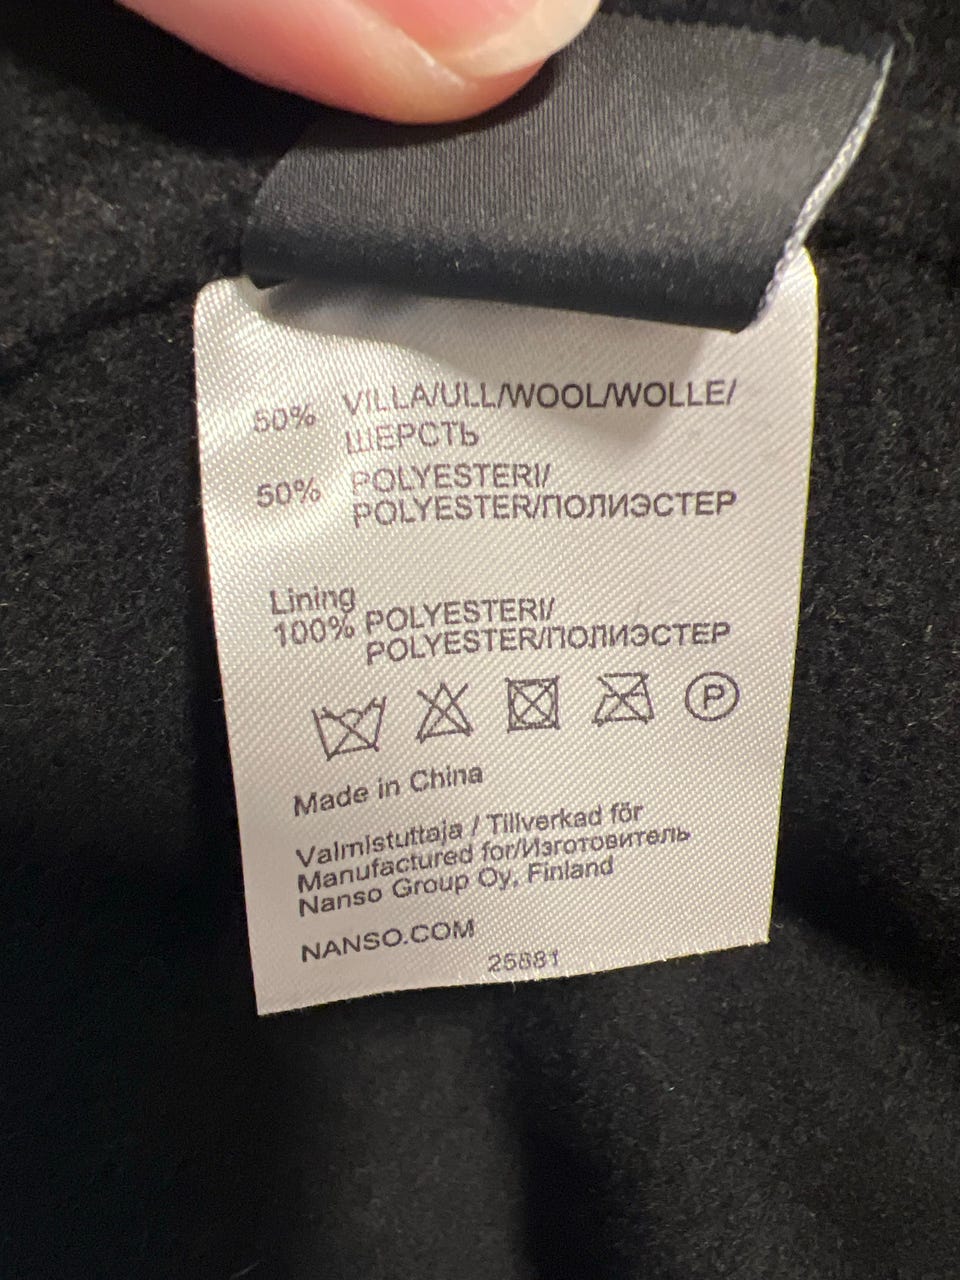 50% VILLA/ULL/WOOL/WOLLE/
ШЕРСТЬ
50% POLYESTERI/
POLYESTER/ПОЛИЭСТЕР
Lining
100% POLYESTERI/
POLYESTER/ПОЛИЭСТЕР
P
Made in China
Valmistuttaja / Tillverkad för
Manufactured for/Изготовитель
Nanso Group Oy, Finland
NANSO.COM
25881